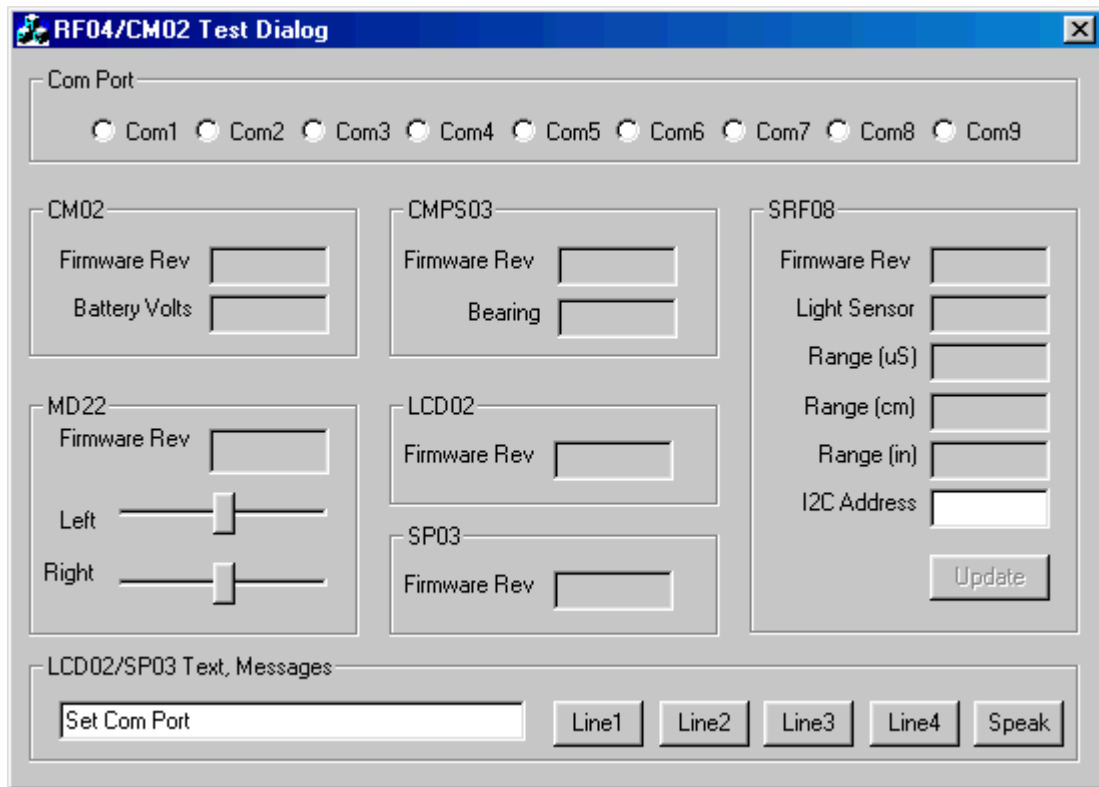 RF04/CM02 Test Dialog
Com Port
Com1 Com2 Com3 Com4 Com5 Com6 Com7 Com8 Com9
CM02
Firmware Rev
Battery Volts
CMPS03
Firmware Rev
Bearing
SRF08
Firmware Rev
Light Sensor
Range (uS)
Range (cm)
Range (in)
I2C Address
Update
MD22
Firmware Rev
Left
Right
LCD02
Firmware Rev
SP03
Firmware Rev
LCD02/SP03 Text, Messages
Set Com Port
Line1 Line2 Line3 Line4 Speak